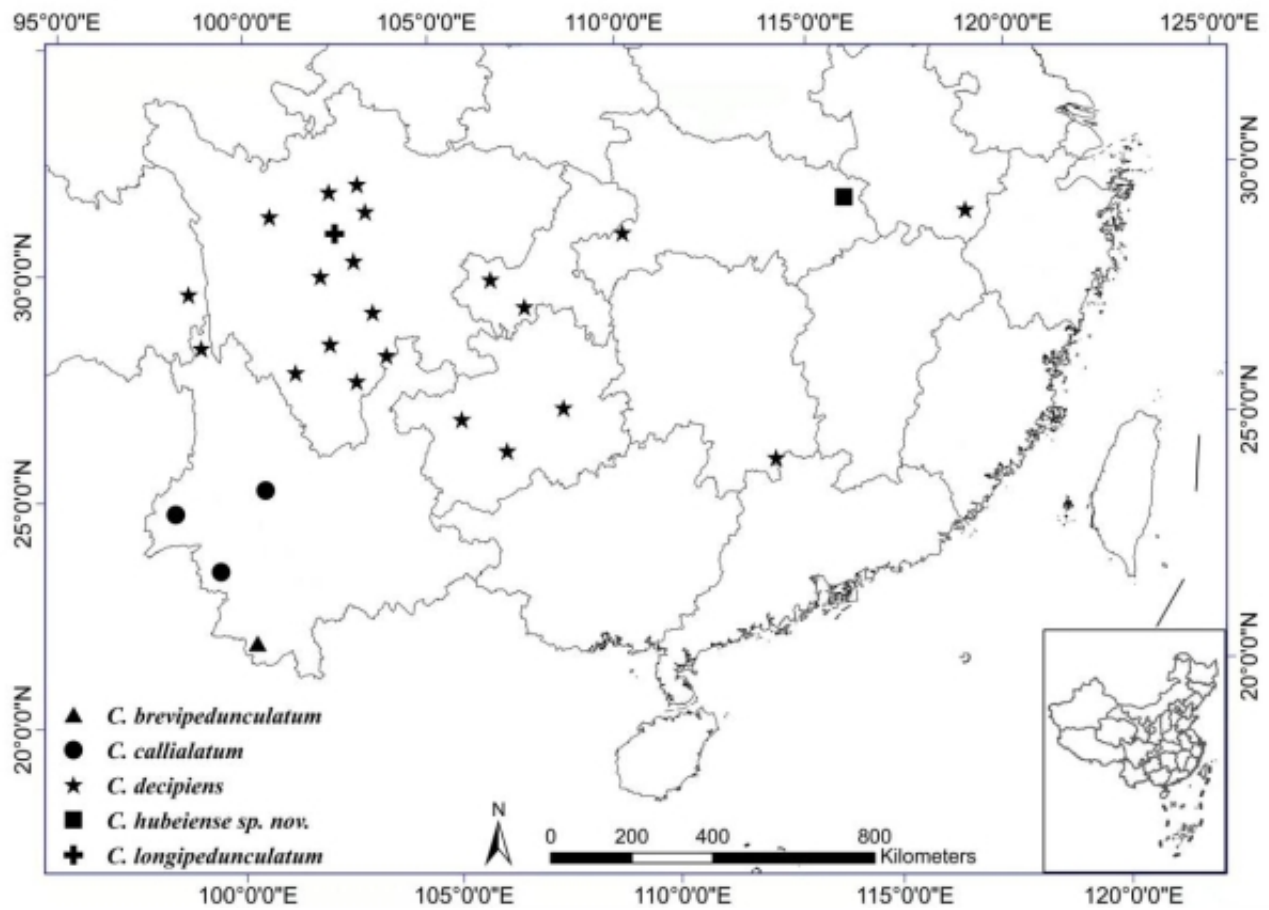 95°0'0"E 100°0'0"E 105°0'0"E 110°0'0"E 115°0'0"E 120°0'0"E 125°0'0"E
30°0'0"N
30°0'0"N
25°0'0"N
25°0'0"N
20°0'0"N
20°0'0"N
C. brevipedunculatum
C. callialatum
C. decipiens
C. hubeiense sp. nov.
C. longipedunculatum
N
0 200 400 800
Kilometers
100°0'0"E 105°0'0"E 110°0'0"E 115°0'0"E 120°0'0"E